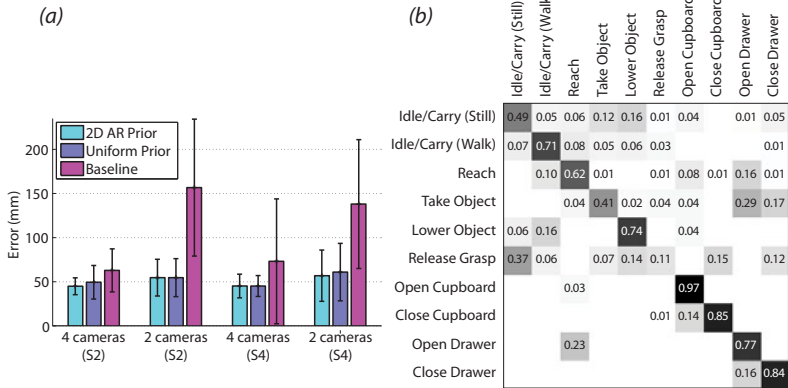 (a)
2D AR Prior
Uniform Prior
Baseline
Error (mm)
200
150
100
50
0
4 cameras
(S2)
2 cameras
(S2)
4 cameras
(S4)
2 cameras
(S4)
(b)
Idle/Carry (Still)
Idle/Carry (Walk
Reach
Take Object
Lower Object
Release Grasp
Open Cupboard
Close Cupboard
Open Drawer
Close Drawer
Idle/Carry (Still) 0.49 0.05 0.06 0.12 0.16 0.01 0.04 0.01 0.05
Idle/Carry (Walk) 0.07 0.71 0.08 0.05 0.06 0.03 0.01
Reach 0.10 0.62 0.01 0.01 0.08 0.01 0.16 0.01
Take Object 0.04 0.41 0.02 0.04 0.04 0.29 0.17
Lower Object 0.06 0.16 0.74 0.04
Release Grasp 0.37 0.06 0.07 0.14 0.11 0.15 0.12
Open Cupboard 0.03 0.97
Close Cupboard 0.01 0.14 0.85
Open Drawer 0.23 0.77
Close Drawer 0.16 0.84